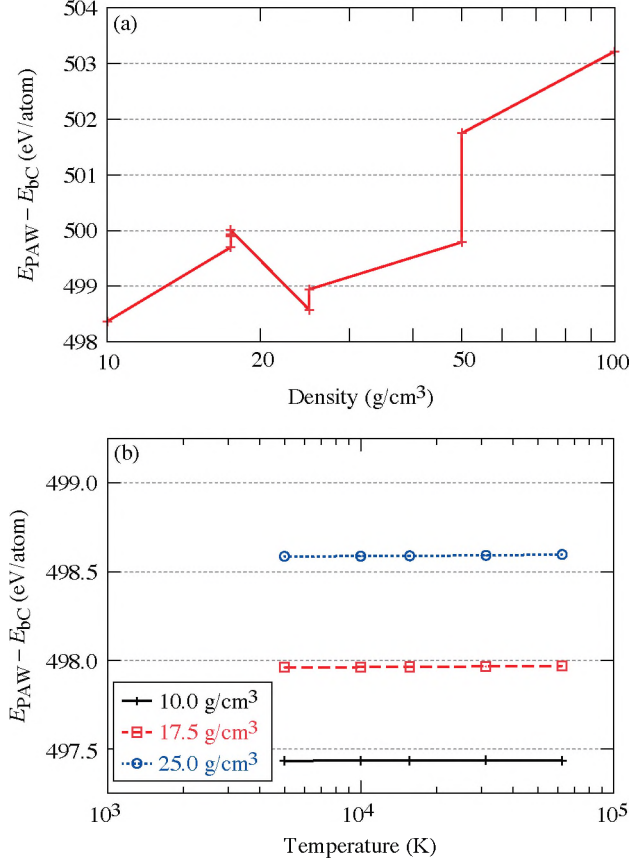 (a)
504
503
502
501
500
499
498
E_PAW – E_bC (eV/atom)
10 20 50 100
Density (g/cm³)
(b)
499.0
498.5
498.0
497.5
E_PAW – E_bC (eV/atom)
10.0 g/cm³
17.5 g/cm³
25.0 g/cm³
10³ 10⁴ 10⁵
Temperature (K)